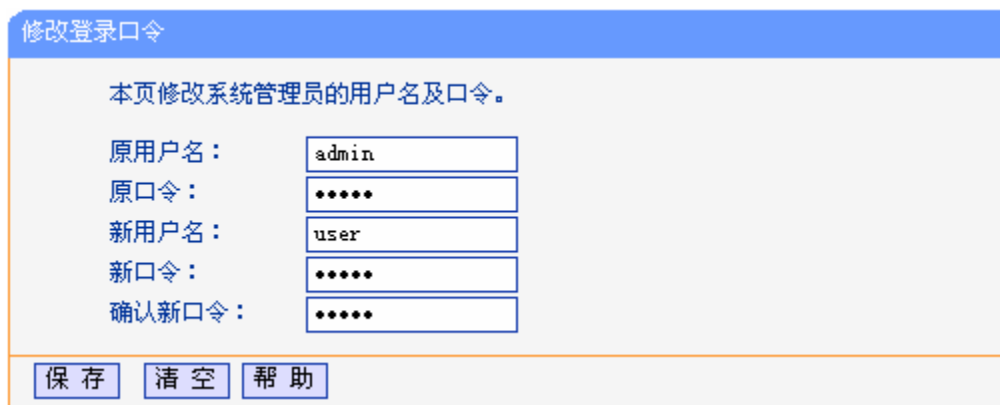 修改登录口令
本页修改系统管理员的用户名及口令。
原用户名： admin
原口令： •••••
新用户名： user
新口令： •••••
确认新口令： •••••
保 存 清 空 帮 助